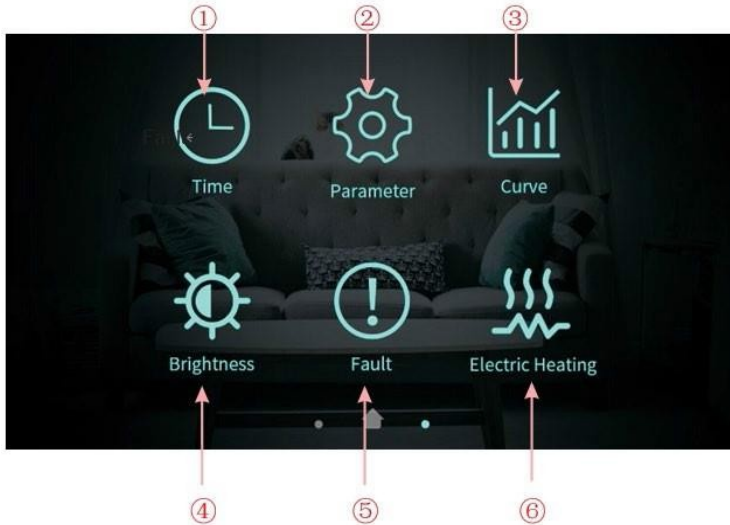 ① ② ③
Time Parameter Curve
Brightness Fault Electric Heating
④ ⑤ ⑥